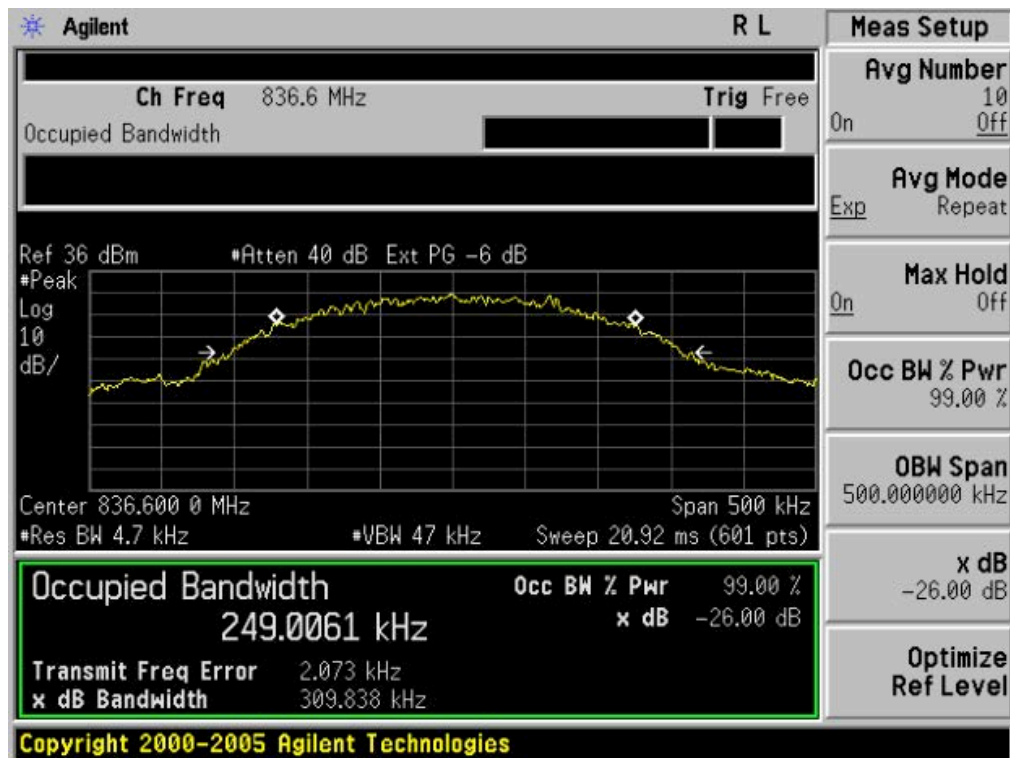 Agilent R L
Ch Freq 836.6 MHz Trig Free
Occupied Bandwidth
Ref 36 dBm #Atten 40 dB Ext PG -6 dB
#Peak
Log
10
dB/
Center 836.600 0 MHz Span 500 kHz
#Res BW 4.7 kHz #VBW 47 kHz Sweep 20.92 ms (601 pts)
Occupied Bandwidth Occ BW % Pwr 99.00 %
249.0061 kHz x dB -26.00 dB
Transmit Freq Error 2.073 kHz
x dB Bandwidth 309.838 kHz
Copyright 2000-2005 Agilent Technologies
Meas Setup
Avg Number
10
On Off
Avg Mode
Exp Repeat
Max Hold
On Off
Occ BW % Pwr
99.00 %
OBW Span
500.000000 kHz
x dB
-26.00 dB
Optimize
Ref Level